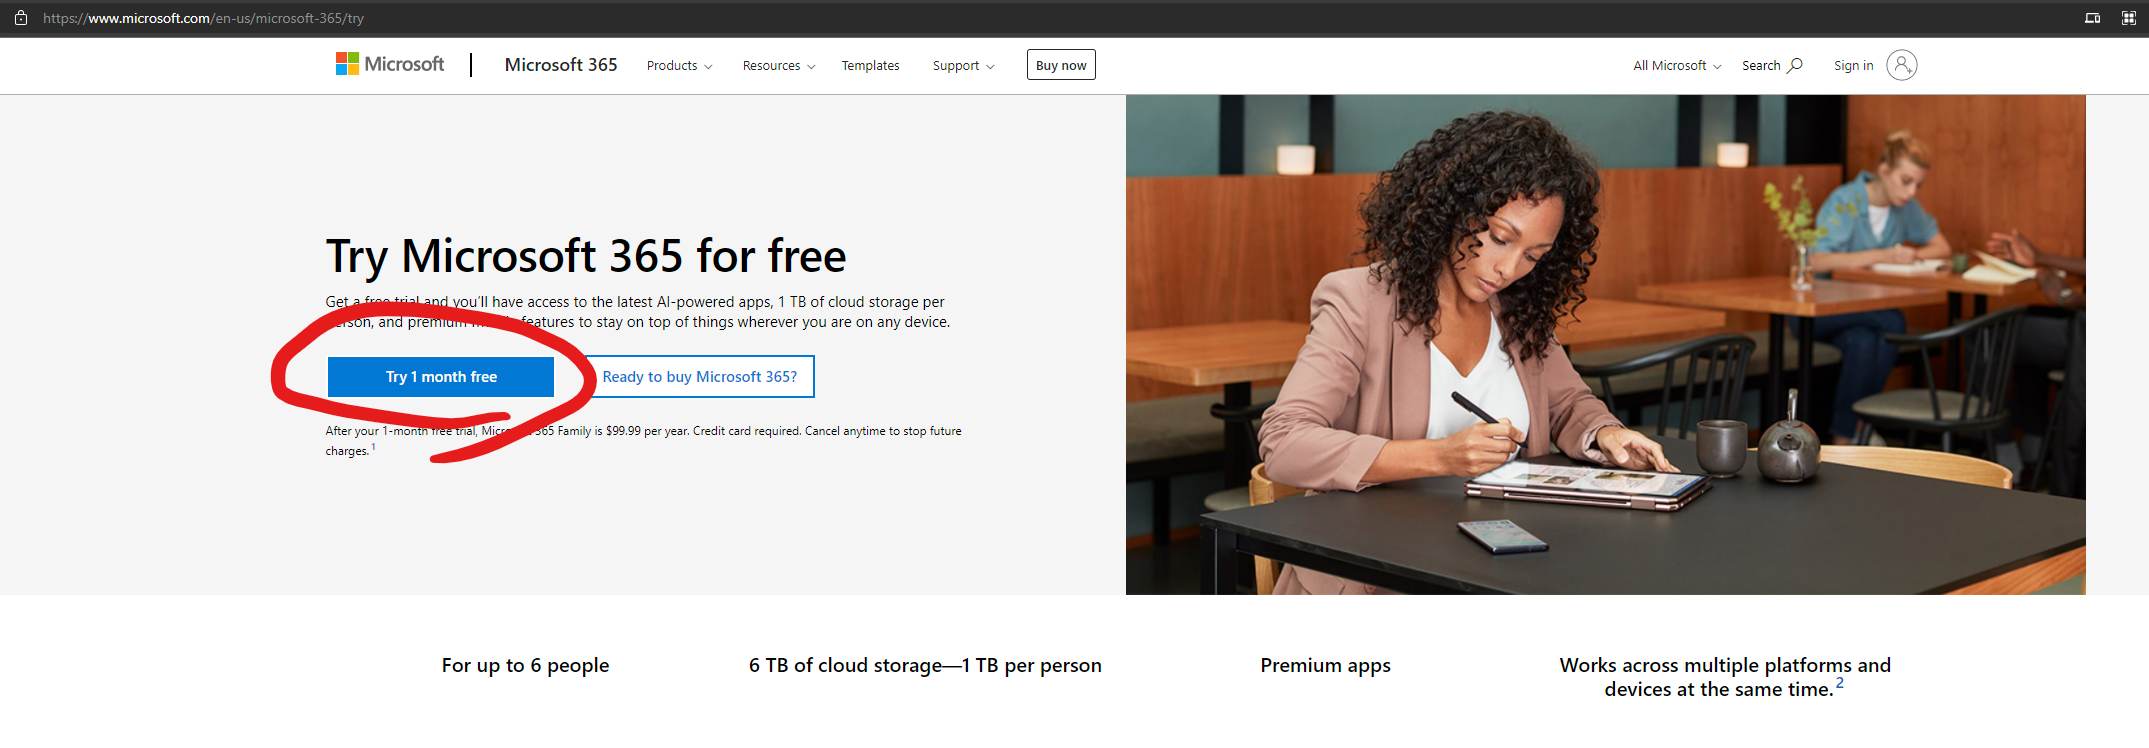 https://www.microsoft.com/en-us/microsoft-365/try
Microsoft Microsoft 365 Products Resources Templates Support Buy now All Microsoft Search Sign in
Try Microsoft 365 for free
Get a free trial and you'll have access to the latest AI-powered apps, 1 TB of cloud storage per
and premium features to stay on top of things wherever you are on any device.
Try 1 month free Ready to buy Microsoft 365?
After your 1-month free trial, 365 Family is $99.99 per year. Credit card required. Cancel anytime to stop future
charges.1
For up to 6 people 6 TB of cloud storage—1 TB per person Premium apps Works across multiple platforms and
devices at the same time.2